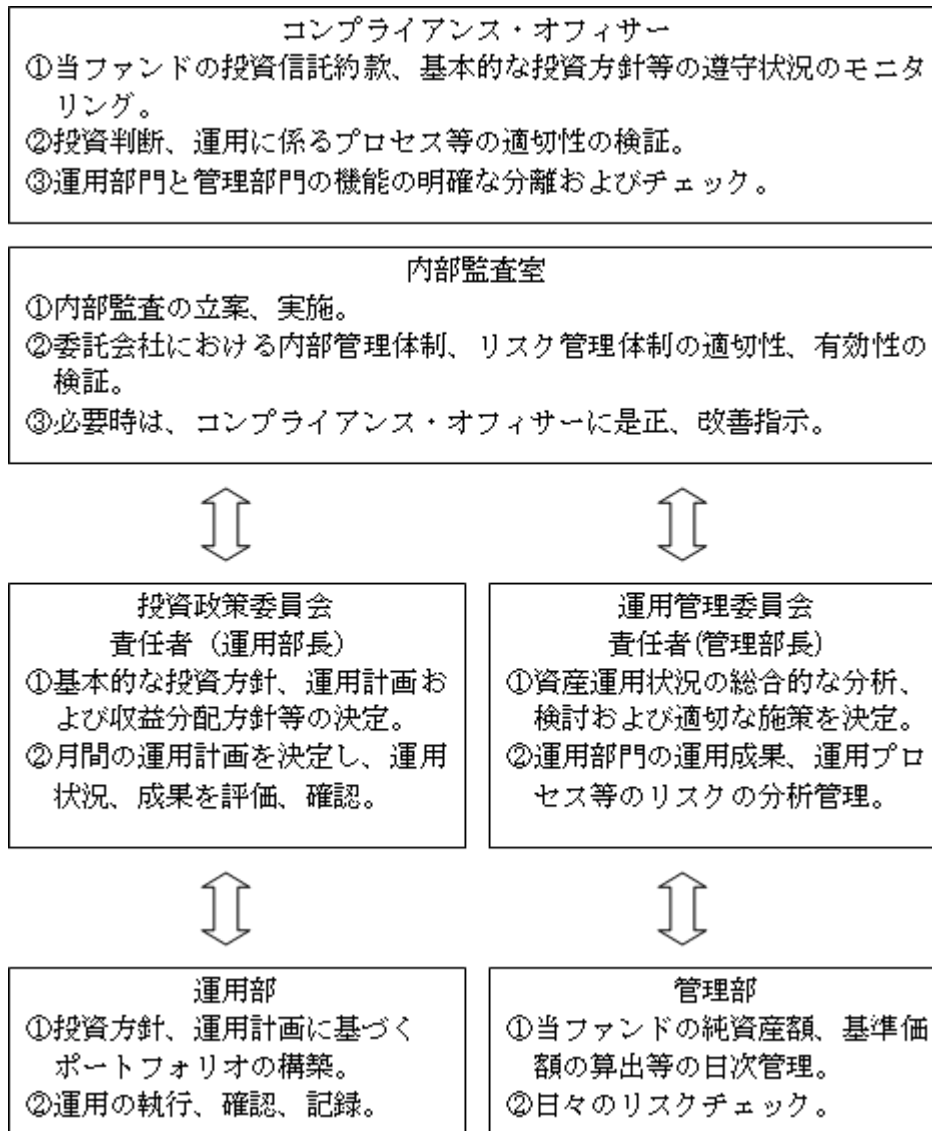 コンプライアンス・オフィサー
①当ファンドの投資信託約款、基本的な投資方針等の遵守状況のモニタ
リング。
②投資判断、運用に係るプロセス等の適切性の検証。
③運用部門と管理部門の機能の明確な分離およびチェック。
内部監査室
①内部監査の立案、実施。
②委託会社における内部管理体制、リスク管理体制の適切性、有効性の
検証。
③必要時は、コンプライアンス・オフィサーに是正、改善指示。
投資政策委員会
責任者（運用部長）
①基本的な投資方針、運用計画お
よび収益分配方針等の決定。
②月間の運用計画を決定し、運用
状況、成果を評価、確認。
運用管理委員会
責任者(管理部長)
①資産運用状況の総合的な分析、
検討および適切な施策を決定。
②運用部門の運用成果、運用プロ
セス等のリスクの分析管理。
運用部
①投資方針、運用計画に基づく
ポートフォリオの構築。
②運用の執行、確認、記録。
管理部
①当ファンドの純資産額、基準価
額の算出等の日次管理。
②日々のリスクチェック。